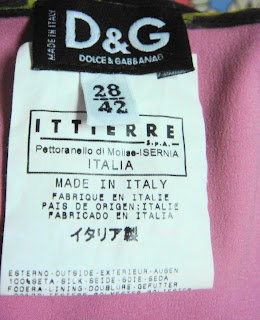 MADE IN ITALY
D&G
DOLCE & GABBANA
28
42
ITTIERRE
S.p.A.
Pettoranello di Molise-ISERNIA
ITALIA
MADE IN ITALY
FABRIQUE EN ITALIE
PAIS DE ORIGEN:ITALIE
FABRICADO EN ITALIA
イタリア製
ESTERNO-OUTSIDE-EXTERIEUR-AUGEN
100%SETA-SILK-SEIDE-SOIE-SEDA
FODERA-LINING-DOUBLURE-GEFUTTER